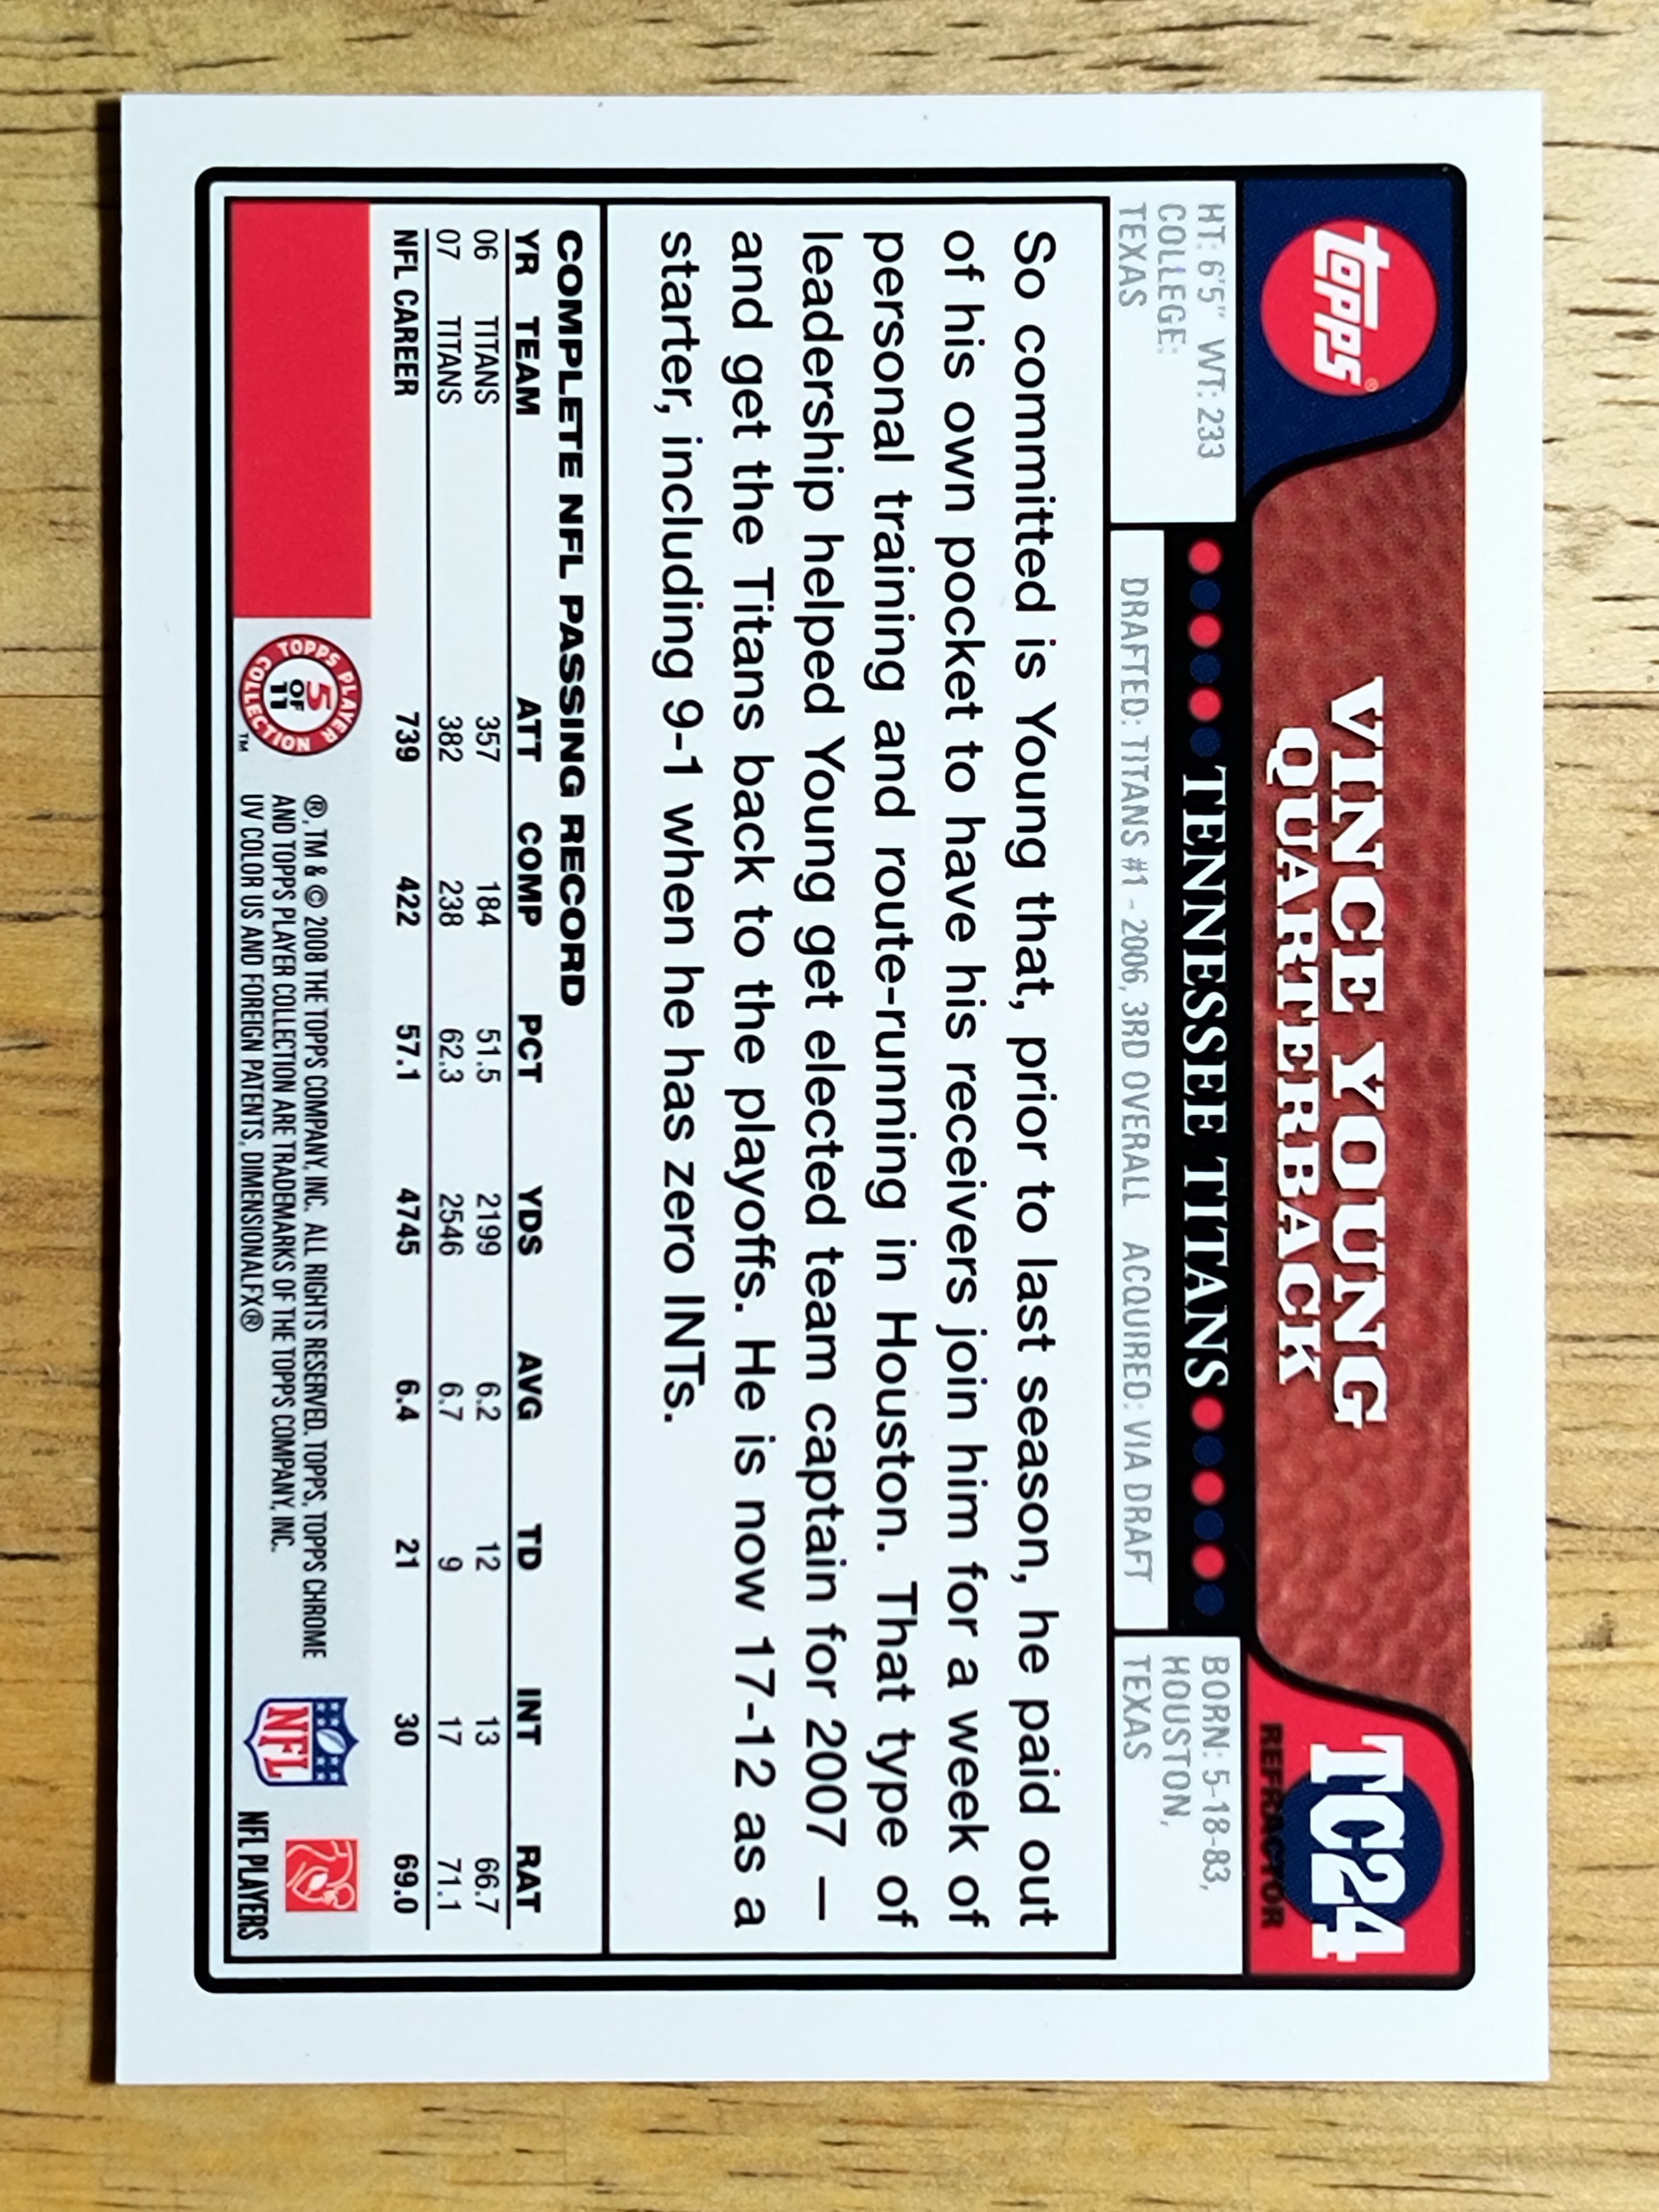 topps®
VINCE YOUNG
QUARTERBACK
TC24
REFRACTOR
TENNESSEE TITANS
HT: 6'5" WT: 233
COLLEGE:
TEXAS
DRAFTED: TITANS #1 - 2006, 3RD OVERALL ACQUIRED: VIA DRAFT
BORN: 5-18-83,
HOUSTON,
TEXAS
So committed is Young that, prior to last season, he paid out
of his own pocket to have his receivers join him for a week of
personal training and route-running in Houston. That type of
leadership helped Young get elected team captain for 2007 —
and get the Titans back to the playoffs. He is now 17-12 as a
starter, including 9-1 when he has zero INTs.
COMPLETE NFL PASSING RECORD
YR TEAM ATT COMP PCT YDS AVG TD INT RAT
06 TITANS 357 184 51.5 2199 6.2 12 13 66.7
07 TITANS 382 238 62.3 2546 6.7 9 17 71.1
NFL CAREER 739 422 57.1 4745 6.4 21 30 69.0
TOPPS PLAYER
5
OF
11
COLLECTION
™
®, TM & © 2008 THE TOPPS COMPANY, INC. ALL RIGHTS RESERVED. TOPPS, TOPPS CHROME
AND TOPPS PLAYER COLLECTION ARE TRADEMARKS OF THE TOPPS COMPANY, INC.
UV COLOR US AND FOREIGN PATENTS, DIMENSIONALFX®
NFL
NFL PLAYERS